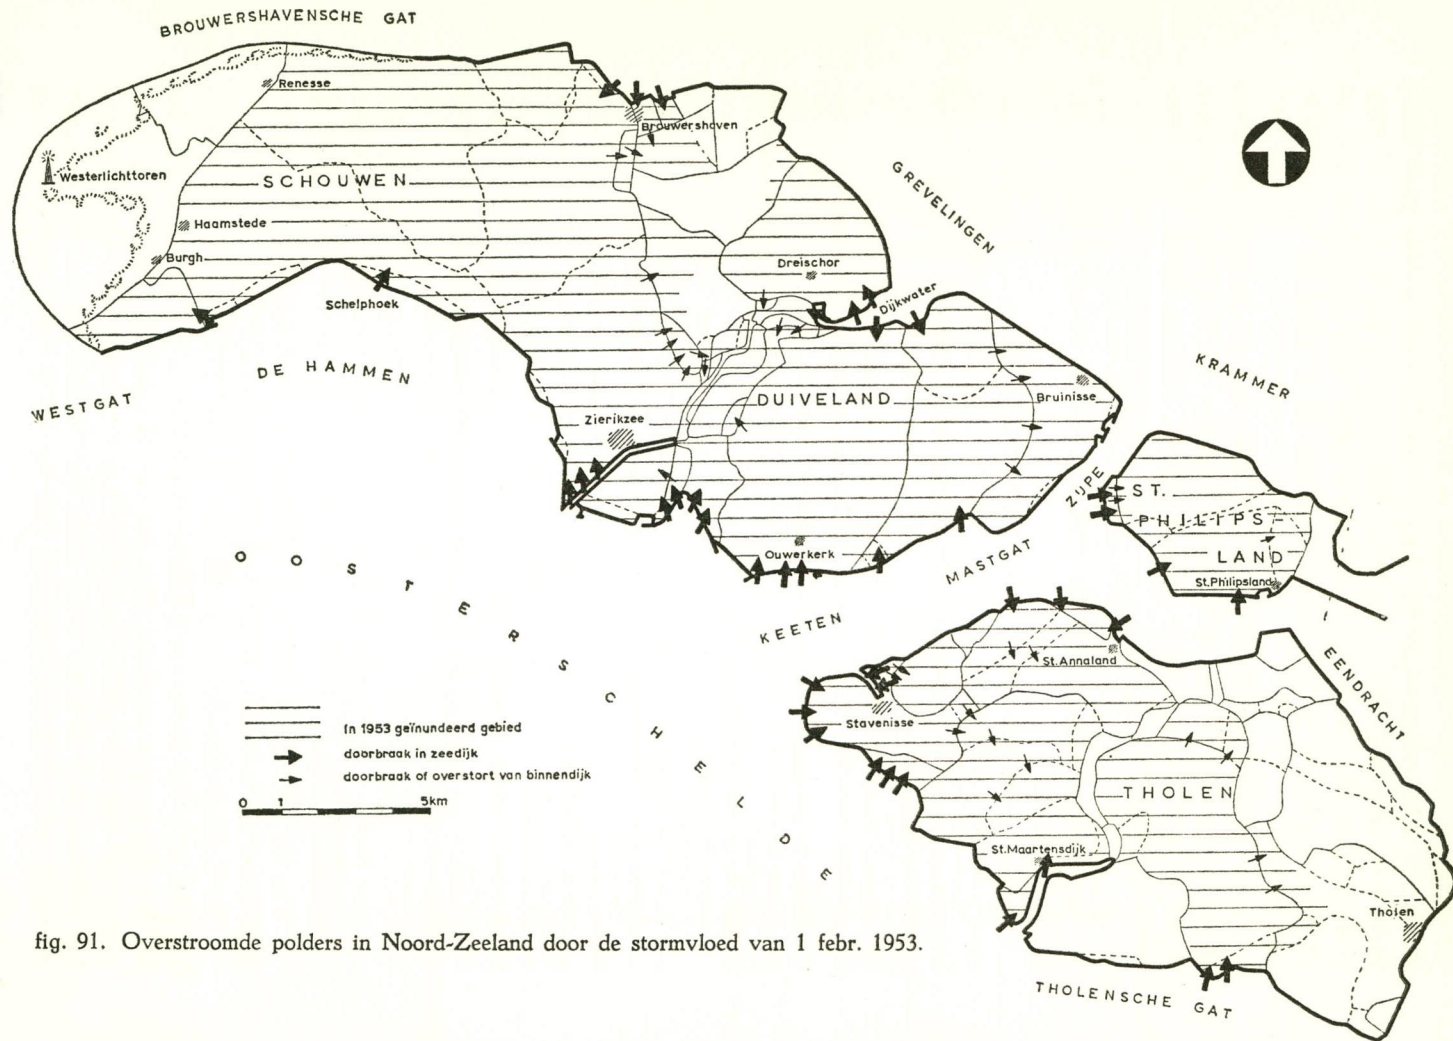 BROUWERSHAVENSCHE GAT
Renesse
Brouwershaven
Westerlichttoren
SCHOUWEN
GREVELINGEN
Haamstede
Burgh
Dreischor
Schelphoek
Dijkwater
DE HAMMEN
KRAMMER
WESTGAT
DUIVELAND
Bruinisse
Zierikzee
ZIJPE
ST.
PHILIPS-
LAND
Ouwerkerk
MASTGAT
St.Philipsland
OOSTERSCHELDE
KEETEN
St.Annaland
EENDRACHT
Stavenisse
In 1953 geïnundeerd gebied
doorbraak in zeedijk
doorbraak of overstort van binnendijk
0 1 5km
THOLEN
St.Maartensdijk
Tholen
fig. 91. Overstroomde polders in Noord-Zeeland door de stormvloed van 1 febr. 1953.
THOLENSCHE GAT